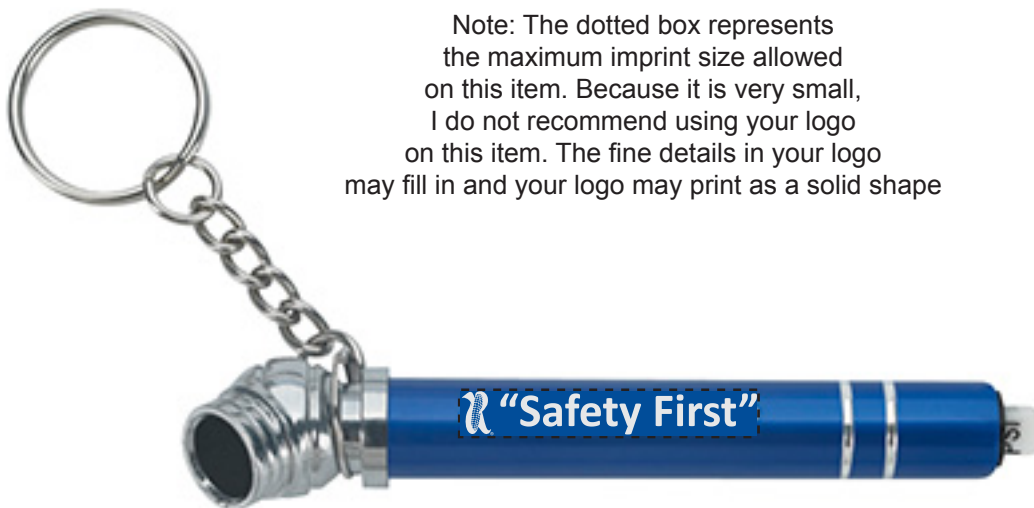 Note: The dotted box represents
the maximum imprint size allowed
on this item. Because it is very small,
I do not recommend using your logo
on this item. The fine details in your logo
may fill in and your logo may print as a solid shape
“Safety First”
PSI